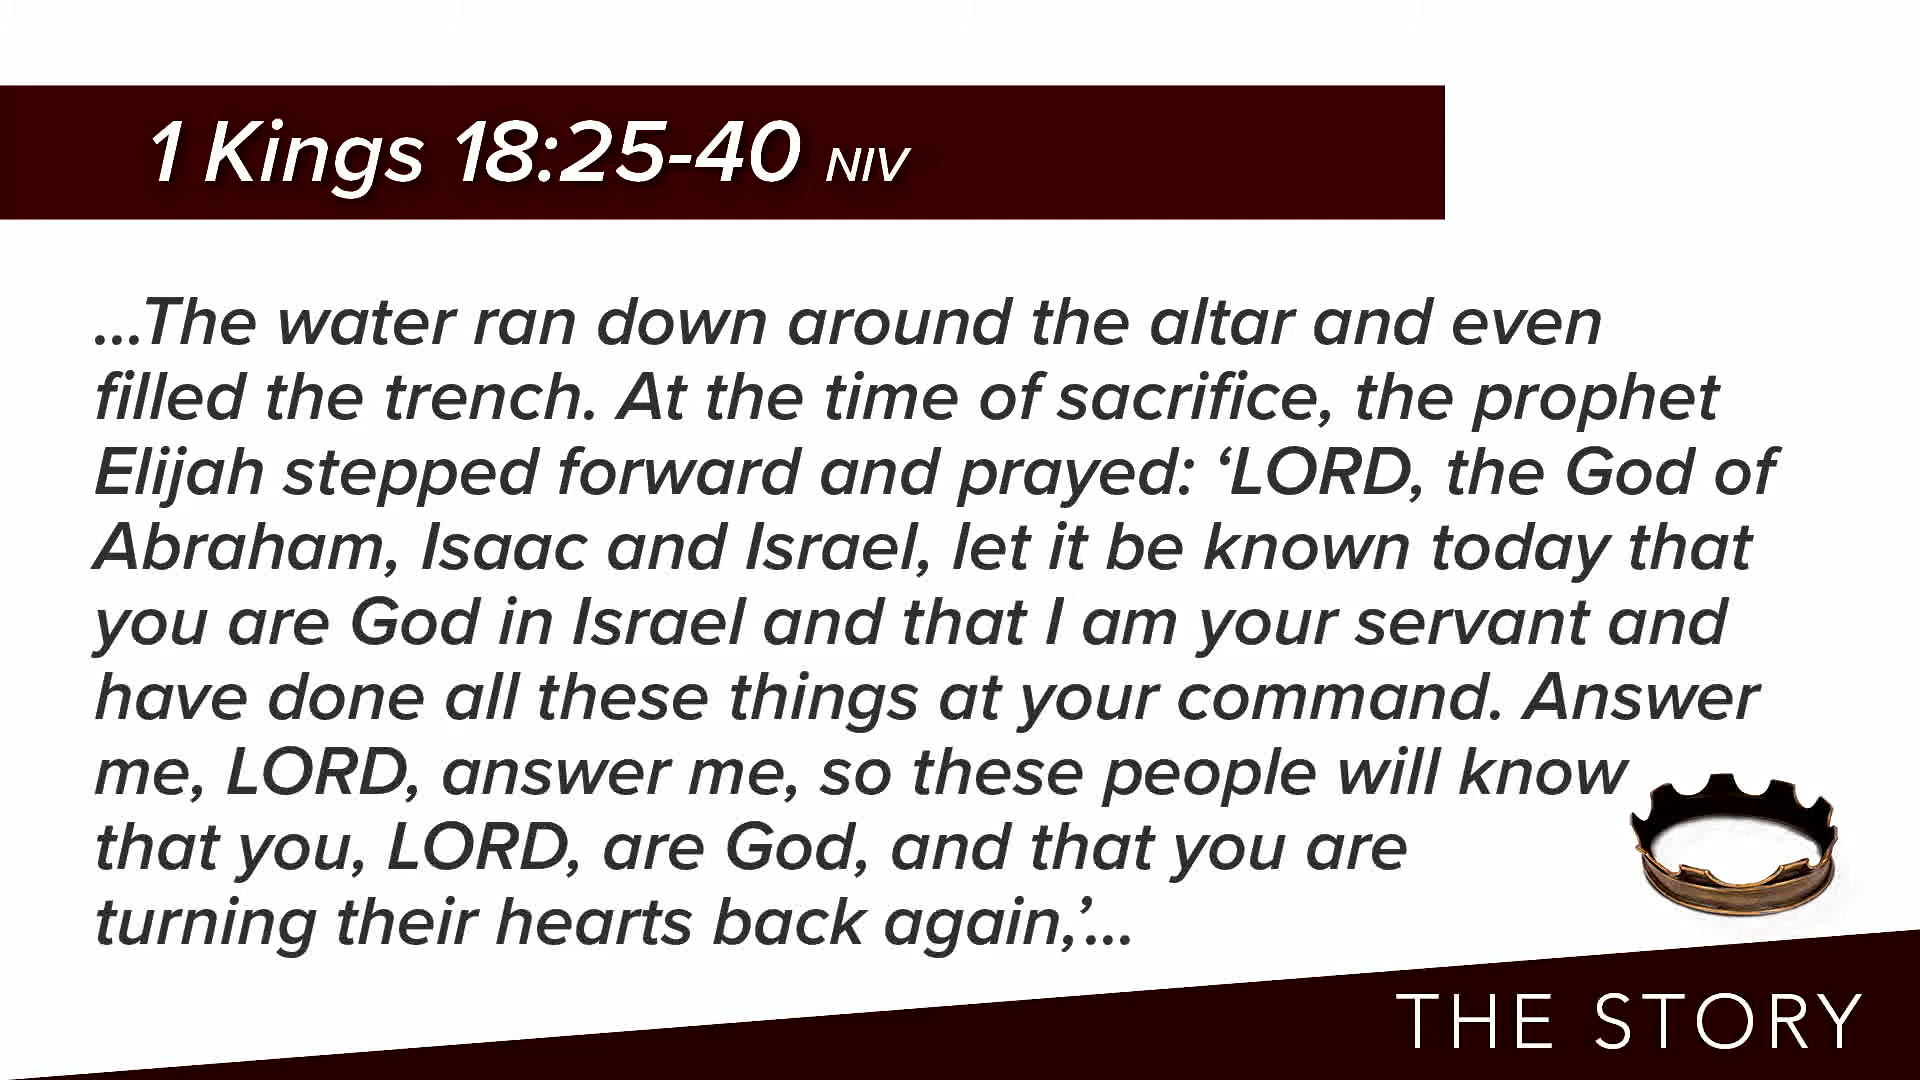 1 Kings 18:25-40 NIV
...The water ran down around the altar and even
filled the trench. At the time of sacrifice, the prophet
Elijah stepped forward and prayed: ‘LORD, the God of
Abraham, Isaac and Israel, let it be known today that
you are God in Israel and that I am your servant and
have done all these things at your command. Answer
me, LORD, answer me, so these people will know
that you, LORD, are God, and that you are
turning their hearts back again,’...
THE STORY